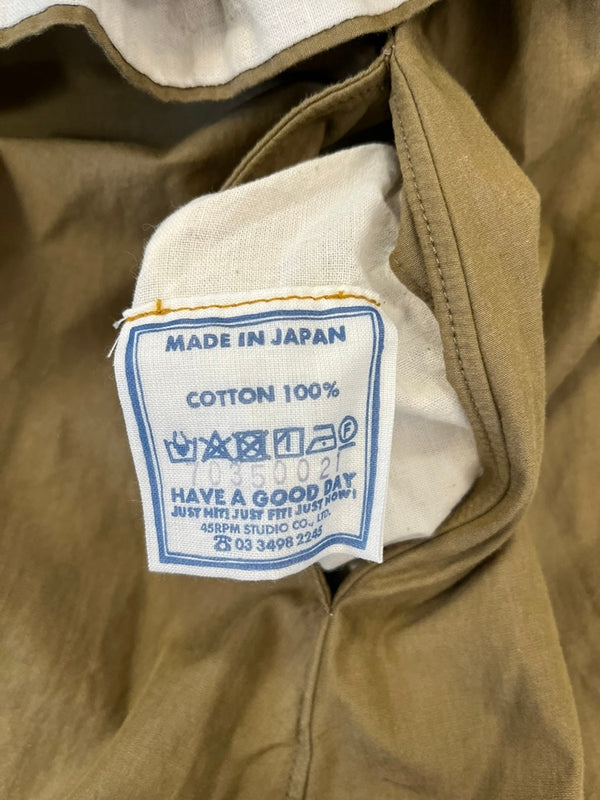 MADE IN JAPAN
COTTON 100%
70350021
HAVE A GOOD DAY
JUST HIT! JUST FIT! JUST NOW!
45RPM STUDIO CO., LTD.
☎ 03 3498 2245